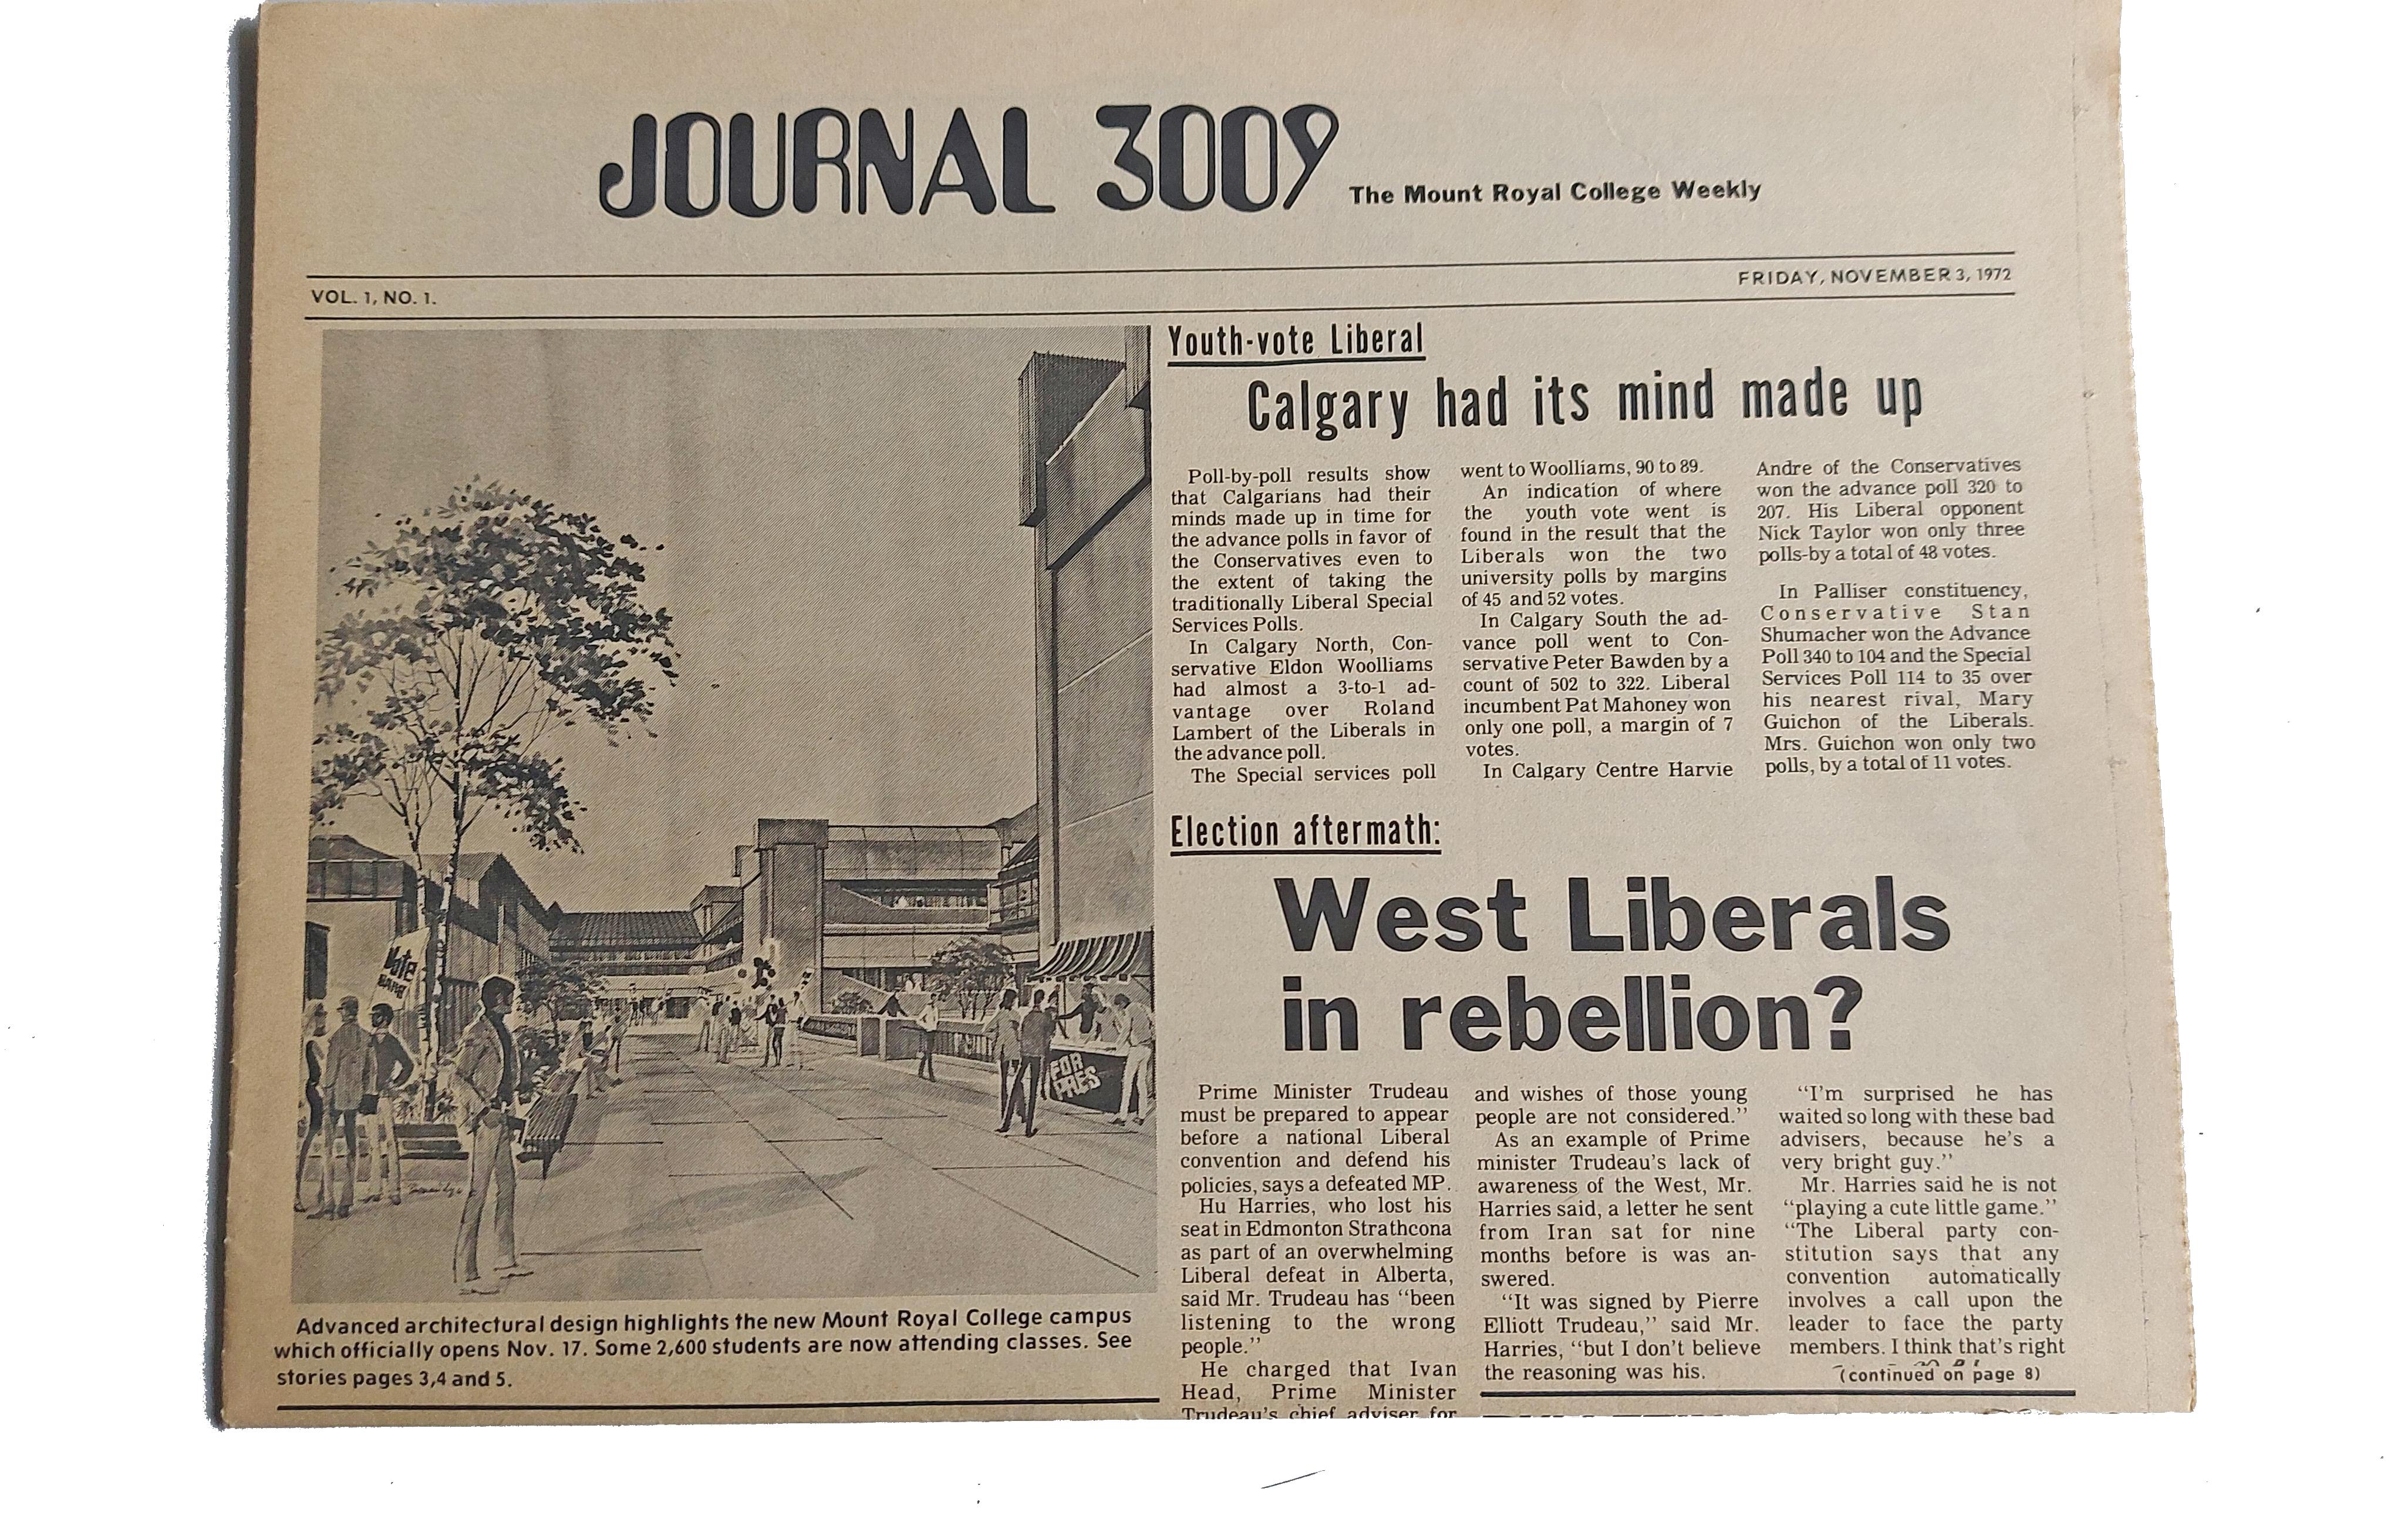 JOURNAL 3009
The Mount Royal College Weekly
VOL. 1, NO. 1.
FRIDAY, NOVEMBER 3, 1972
Vote
FOR
PRES
Advanced architectural design highlights the new Mount Royal College campus
which officially opens Nov. 17. Some 2,600 students are now attending classes. See
stories pages 3,4 and 5.
Youth-vote Liberal
Calgary had its mind made up
Poll-by-poll results show
that Calgarians had their
minds made up in time for
the advance polls in favor of
the Conservatives even to
the extent of taking the
traditionally Liberal Special
Services Polls.
In Calgary North, Con-
servative Eldon Woolliams
had almost a 3-to-1 ad-
vantage over Roland
Lambert of the Liberals in
the advance poll.
The Special services poll
went to Woolliams, 90 to 89.
An indication of where
the youth vote went is
found in the result that the
Liberals won the two
university polls by margins
of 45 and 52 votes.
In Calgary South the ad-
vance poll went to Con-
servative Peter Bawden by a
count of 502 to 322. Liberal
incumbent Pat Mahoney won
only one poll, a margin of 7
votes.
In Calgary Centre Harvie
Andre of the Conservatives
won the advance poll 320 to
207. His Liberal opponent
Nick Taylor won only three
polls-by a total of 48 votes.
In Palliser constituency,
Conservative Stan
Shumacher won the Advance
Poll 340 to 104 and the Special
Services Poll 114 to 35 over
his nearest rival, Mary
Guichon of the Liberals.
Mrs. Guichon won only two
polls, by a total of 11 votes.
Election aftermath:
West Liberals
in rebellion?
Prime Minister Trudeau
must be prepared to appear
before a national Liberal
convention and defend his
policies, says a defeated MP.
Hu Harries, who lost his
seat in Edmonton Strathcona
as part of an overwhelming
Liberal defeat in Alberta,
said Mr. Trudeau has "been
listening to the wrong
people."
He charged that Ivan
Head, Prime Minister
Trudeau's chief adviser for
and wishes of those young
people are not considered."
As an example of Prime
minister Trudeau's lack of
awareness of the West, Mr.
Harries said, a letter he sent
from Iran sat for nine
months before is was an-
swered.
"It was signed by Pierre
Elliott Trudeau," said Mr.
Harries, "but I don't believe
the reasoning was his.
"I'm surprised he has
waited so long with these bad
advisers, because he's a
very bright guy."
Mr. Harries said he is not
"playing a cute little game."
"The Liberal party con-
stitution says that any
convention automatically
involves a call upon the
leader to face the party
members. I think that's right
(continued on page 8)